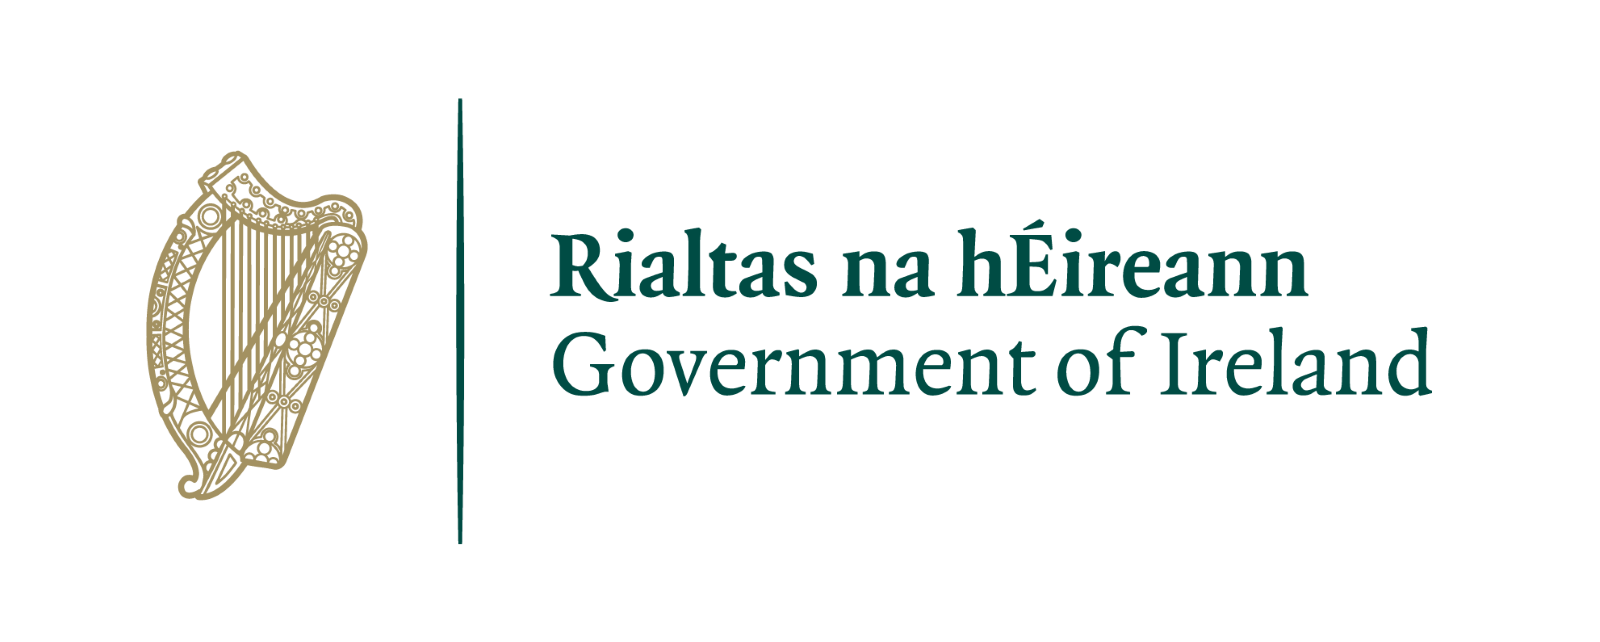 Rialtas na hÉireann
Government of Ireland